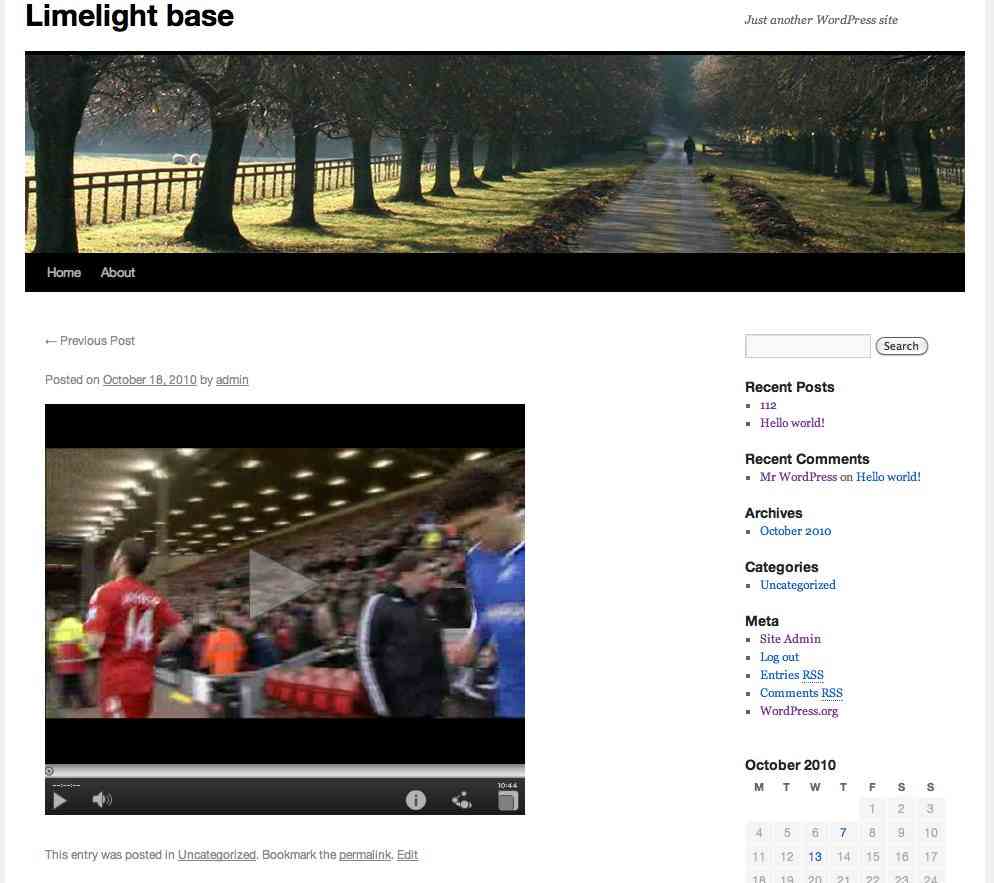 Limelight base
Just another WordPress site
Home About
← Previous Post
Posted on October 18, 2010 by admin
14
--:--:--
10:44
This entry was posted in Uncategorized. Bookmark the permalink. Edit
Search
Recent Posts
112
Hello world!
Recent Comments
Mr WordPress on Hello world!
Archives
October 2010
Categories
Uncategorized
Meta
Site Admin
Log out
Entries RSS
Comments RSS
WordPress.org
October 2010
M T W T F S S
1 2 3
4 5 6 7 8 9 10
11 12 13 14 15 16 17
18 19 20 21 22 23 24